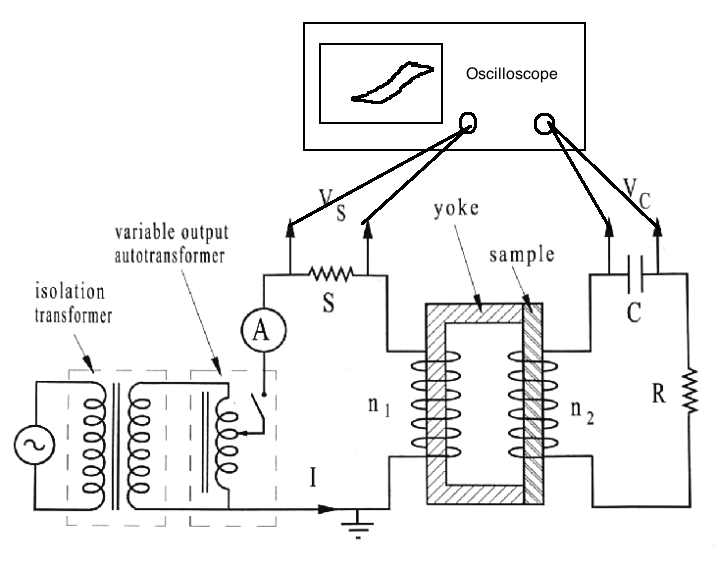 Oscilloscope
V_S
V_C
yoke
variable output
autotransformer
sample
isolation
transformer
S
C
A
n_1
n_2
R
I